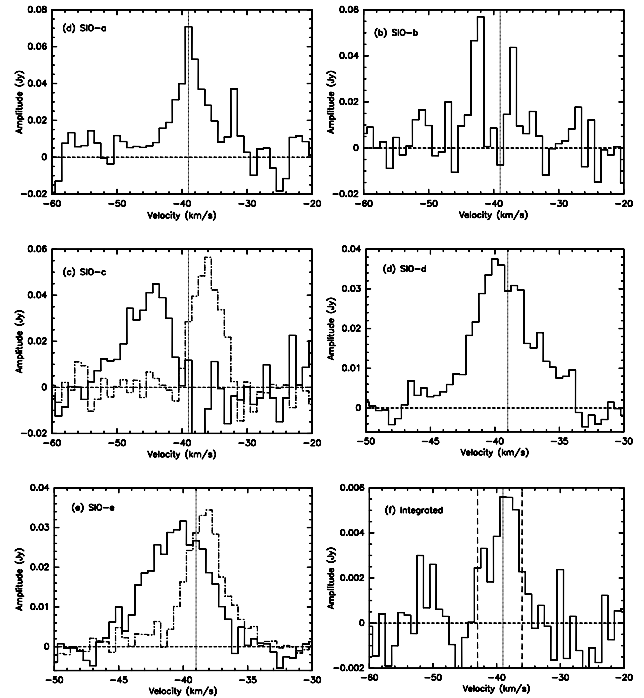 (a) SIO-a
0.08
0.06
0.04
0.02
0
-0.02
Amplitude (Jy)
-60 -50 -40 -30 -20
Velocity (km/s)
(b) SIO-b
0.06
0.04
0.02
0
-0.02
Amplitude (Jy)
-60 -50 -40 -30 -20
Velocity (km/s)
(c) SIO-c
0.06
0.04
0.02
0
-0.02
Amplitude (Jy)
-60 -50 -40 -30 -20
Velocity (km/s)
(d) SIO-d
0.04
0.03
0.02
0.01
0
Amplitude (Jy)
-50 -45 -40 -35 -30
Velocity (km/s)
(e) SIO-e
0.04
0.03
0.02
0.01
0
Amplitude (Jy)
-50 -45 -40 -35 -30
Velocity (km/s)
(f) Integrated
0.006
0.004
0.002
0
-0.002
Amplitude (Jy)
-60 -50 -40 -30 -20
Velocity (km/s)